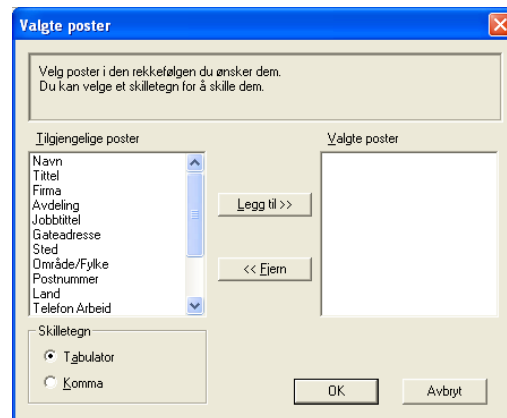 Valgte poster
Velg poster i den rekkefølgen du ønsker dem.
Du kan velge et skilletegn for å skille dem.
Tilgjengelige poster
Valgte poster
Navn
Tittel
Firma
Avdeling
Jobbtittel
Gateadresse
Sted
Område/Fylke
Postnummer
Land
Telefon Arbeid
Legg til >>
<< Fjern
Skilletegn
Tabulator
Komma
OK
Avbryt